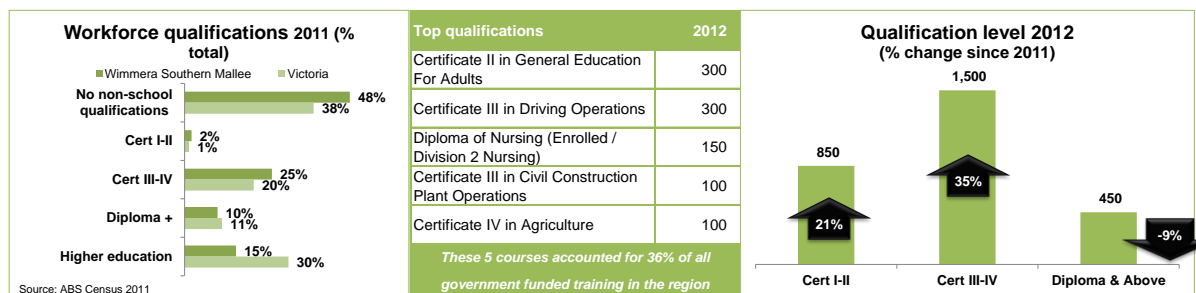 Workforce qualifications 2011 (%
total)
Wimmera Southern Mallee Victoria
No non-school
qualifications
48%
38%
Cert I-II
2%
1%
Cert III-IV
25%
20%
Diploma +
10%
11%
Higher education
15%
30%
Source: ABS Census 2011
Top qualifications 2012
Certificate II in General Education
For Adults
300
Certificate III in Driving Operations 300
Diploma of Nursing (Enrolled /
Division 2 Nursing)
150
Certificate III in Civil Construction
Plant Operations
100
Certificate IV in Agriculture 100
These 5 courses accounted for 36% of all
government funded training in the region
Qualification level 2012
(% change since 2011)
1,500
850
450
35%
21%
-9%
Cert I-II Cert III-IV Diploma & Above